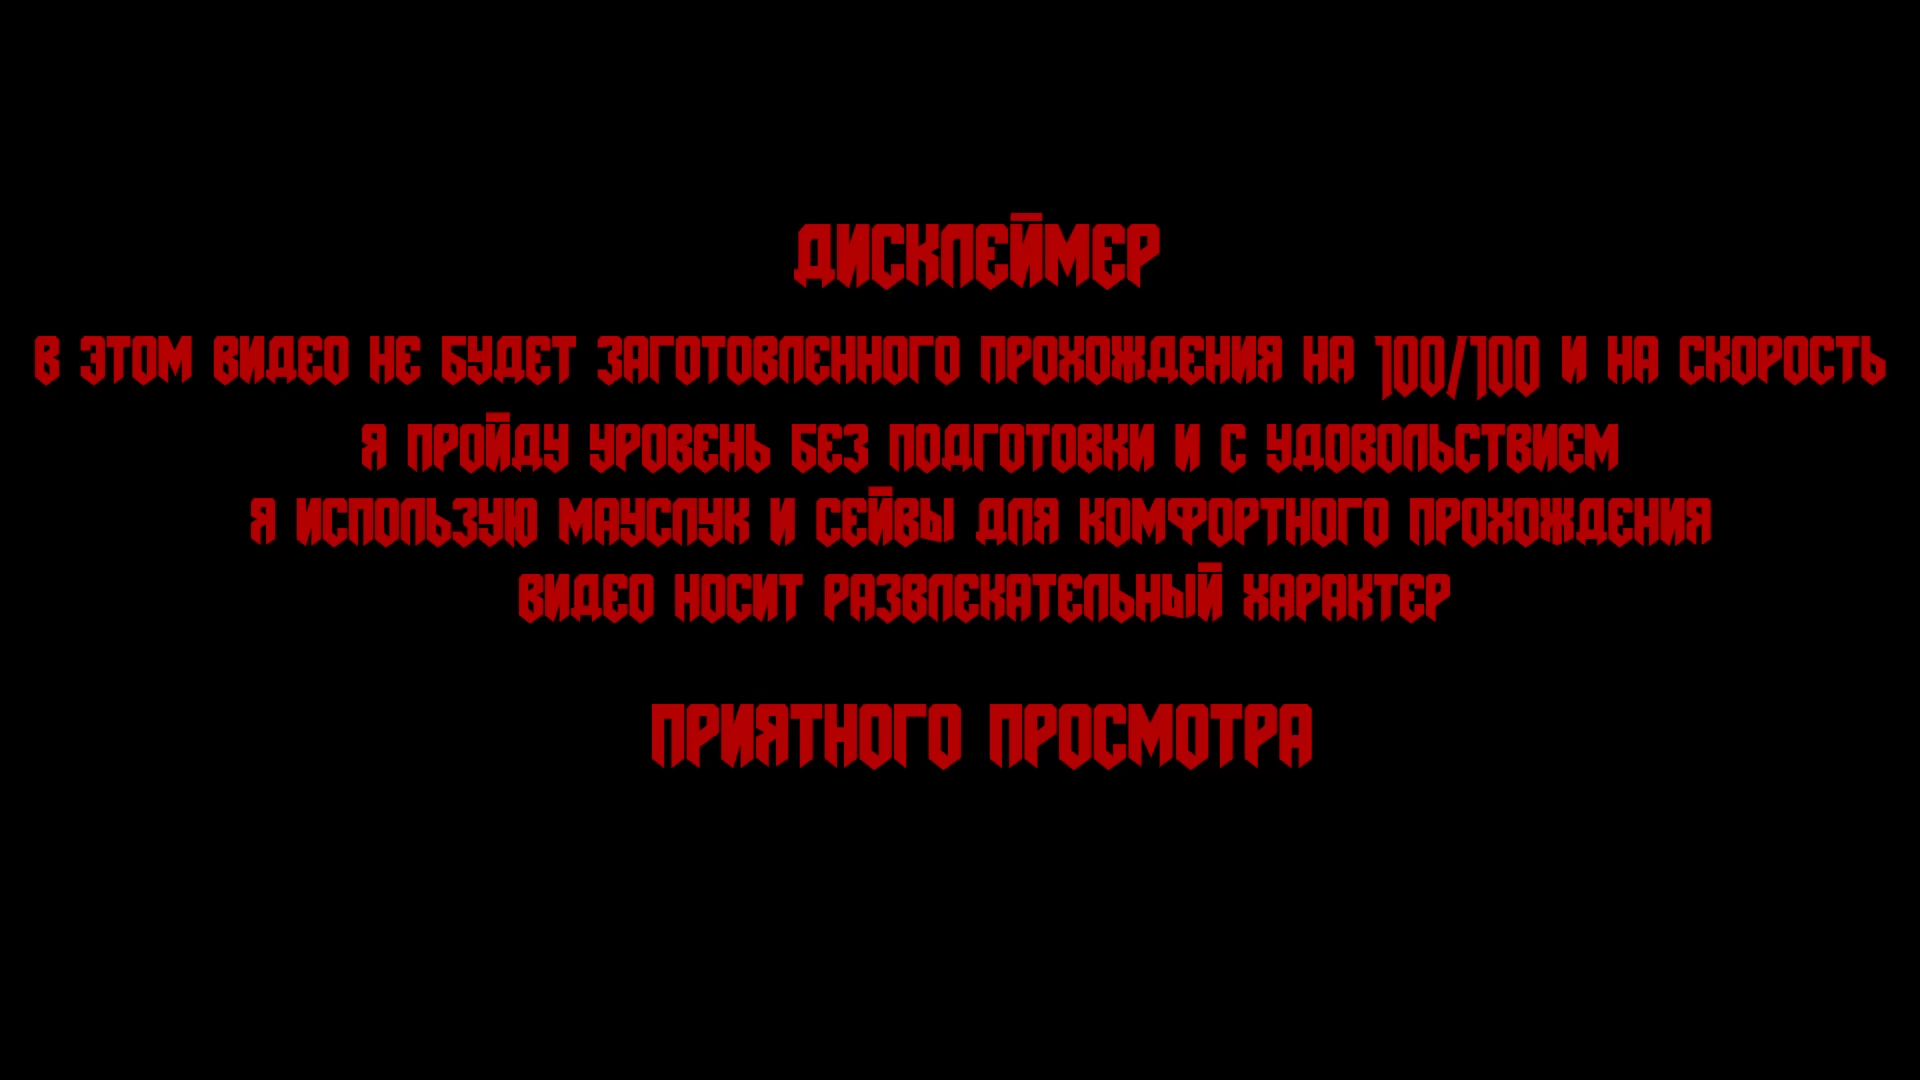 ДИСКЛЕЙМЕР
В ЭТОМ ВИДЕО НЕ БУДЕТ ЗАГОТОВЛЕННОГО ПРОХОЖДЕНИЯ НА 100/100 И НА СКОРОСТЬ
Я ПРОЙДУ УРОВЕНЬ БЕЗ ПОДГОТОВКИ И С УДОВОЛЬСТВИЕМ
Я ИСПОЛЬЗУЮ МАУСЛУК И СЕЙВЫ ДЛЯ КОМФОРТНОГО ПРОХОЖДЕНИЯ
ВИДЕО НОСИТ РАЗВЛЕКАТЕЛЬНЫЙ ХАРАКТЕР
ПРИЯТНОГО ПРОСМОТРА